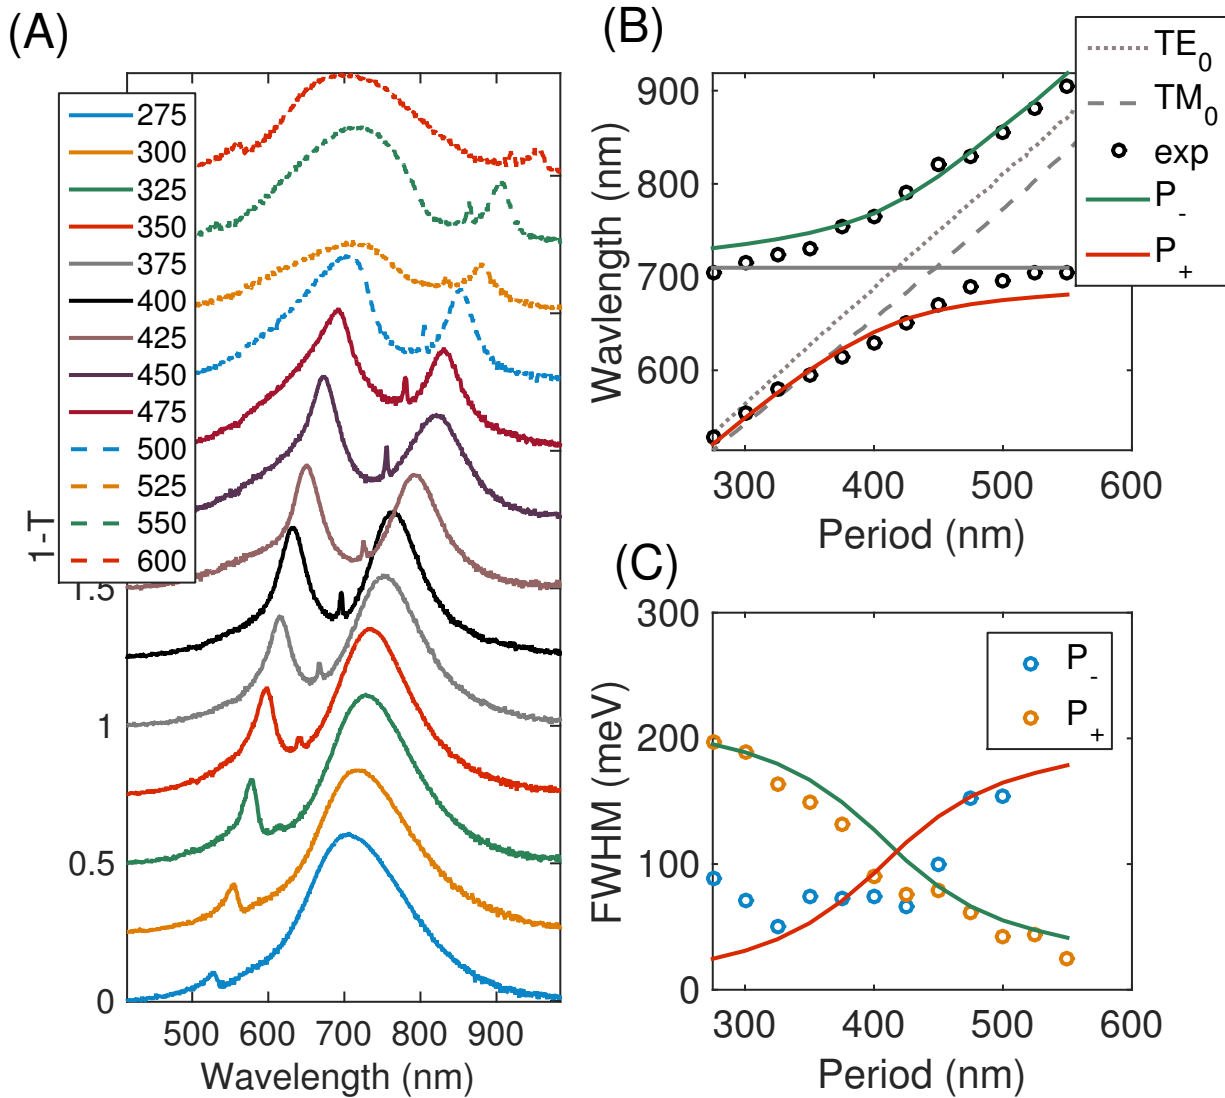 (A)
275
300
325
350
375
400
425
450
475
500
525
550
600
1-T
1.5
1
0.5
0
500 600 700 800 900
Wavelength (nm)
(B)
TE0
TM0
exp
P-
P+
900
800
700
600
Wavlength (nm)
300 400 500 600
Period (nm)
(C)
P-
P+
300
200
100
0
FWHM (meV)
300 400 500 600
Period (nm)